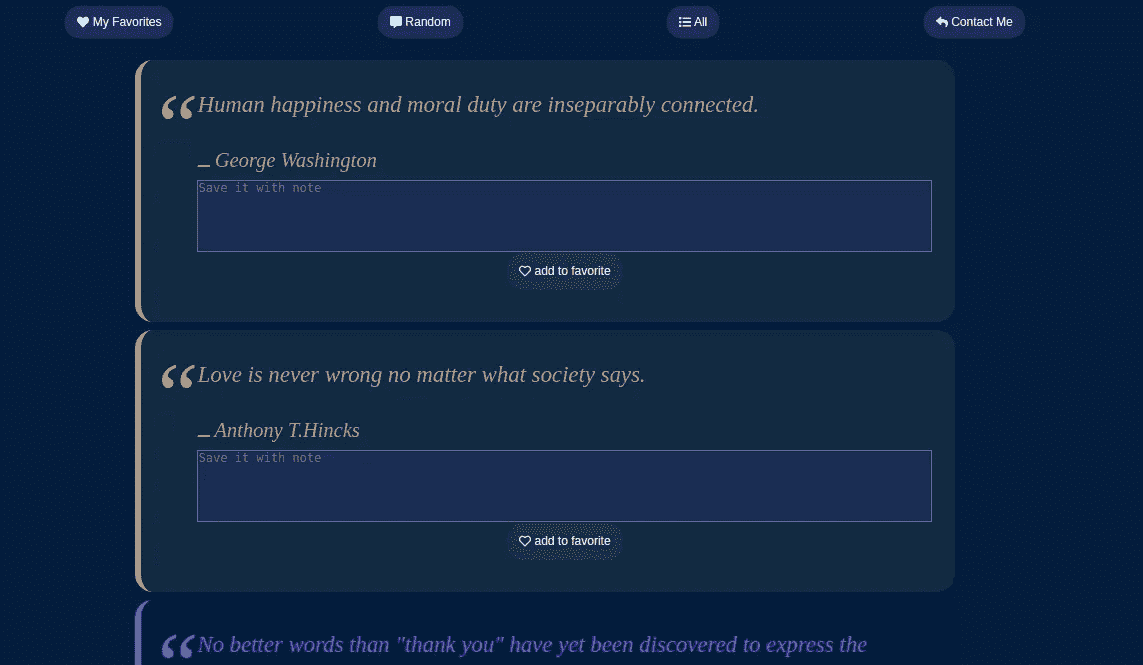 My Favorites
Random
All
Contact Me
“Human happiness and moral duty are inseparably connected.
_ George Washington
Save it with note
add to favorite
“Love is never wrong no matter what society says.
_ Anthony T.Hincks
Save it with note
add to favorite
“No better words than "thank you" have yet been discovered to express the